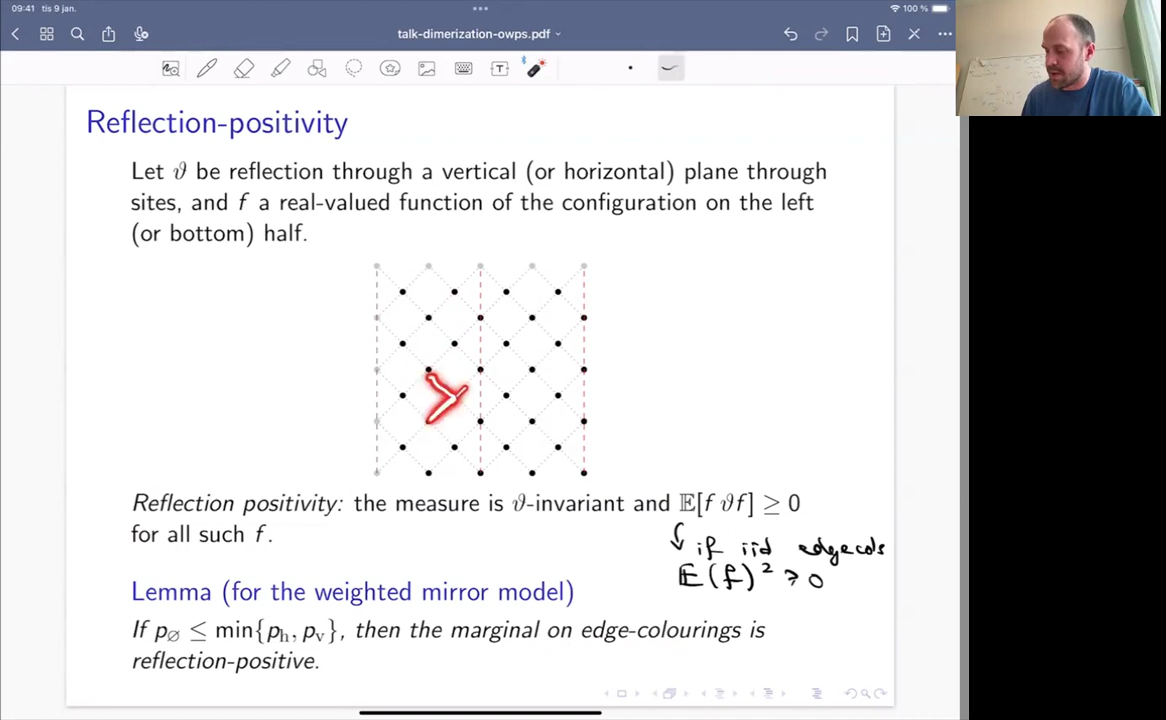 09:41 tis 9 jan.
100 %
talk-dimerization-owps.pdf
Reflection-positivity
Let ϑ be reflection through a vertical (or horizontal) plane through
sites, and f a real-valued function of the configuration on the left
(or bottom) half.
Reflection positivity: the measure is ϑ-invariant and 𝔼[f ϑf] ≥ 0
for all such f.
if iid edgecols
𝔼(f)² ≥ 0
Lemma (for the weighted mirror model)
If p_∅ ≤ min{p_h, p_v}, then the marginal on edge-colourings is
reflection-positive.